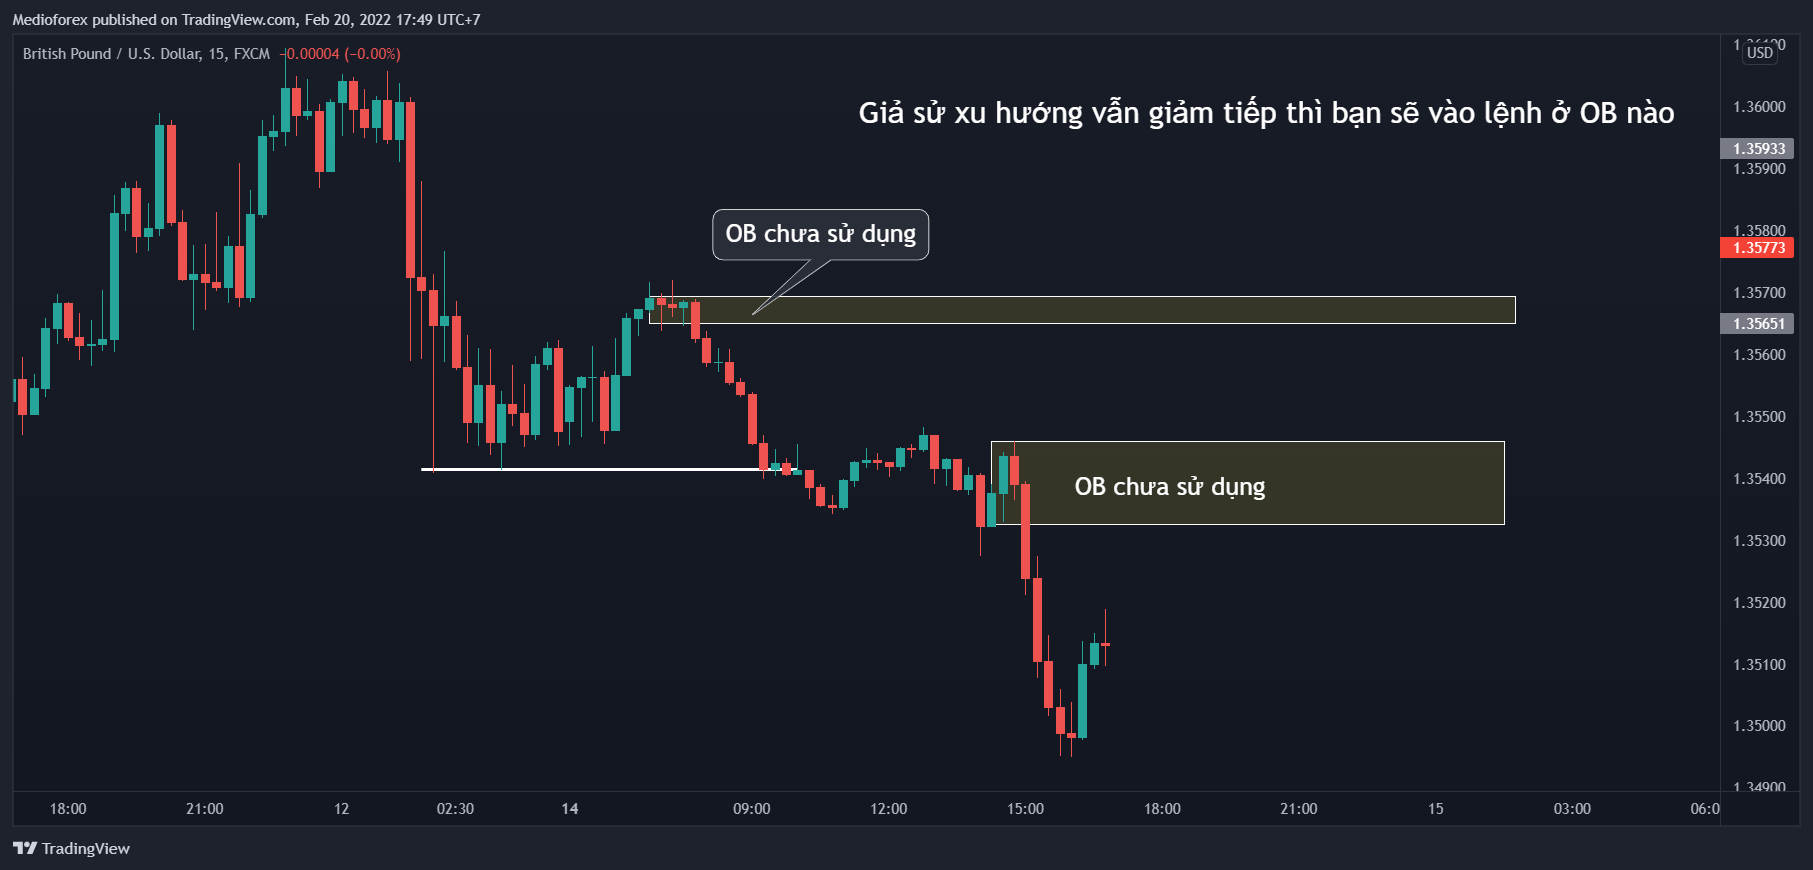 Medioforex published on TradingView.com, Feb 20, 2022 17:49 UTC+7
British Pound / U.S. Dollar, 15, FXCM −0.00004 (−0.00%)
USD
Giả sử xu hướng vẫn giảm tiếp thì bạn sẽ vào lệnh ở OB nào
1.36000
1.35933
1.35900
OB chưa sử dụng
1.35800
1.35773
1.35700
1.35651
1.35600
1.35500
OB chưa sử dụng
1.35400
1.35300
1.35200
1.35100
1.35000
1.34900
18:00 21:00 12 02:30 14 09:00 12:00 15:00 18:00 21:00 15 03:00 06:0
TradingView